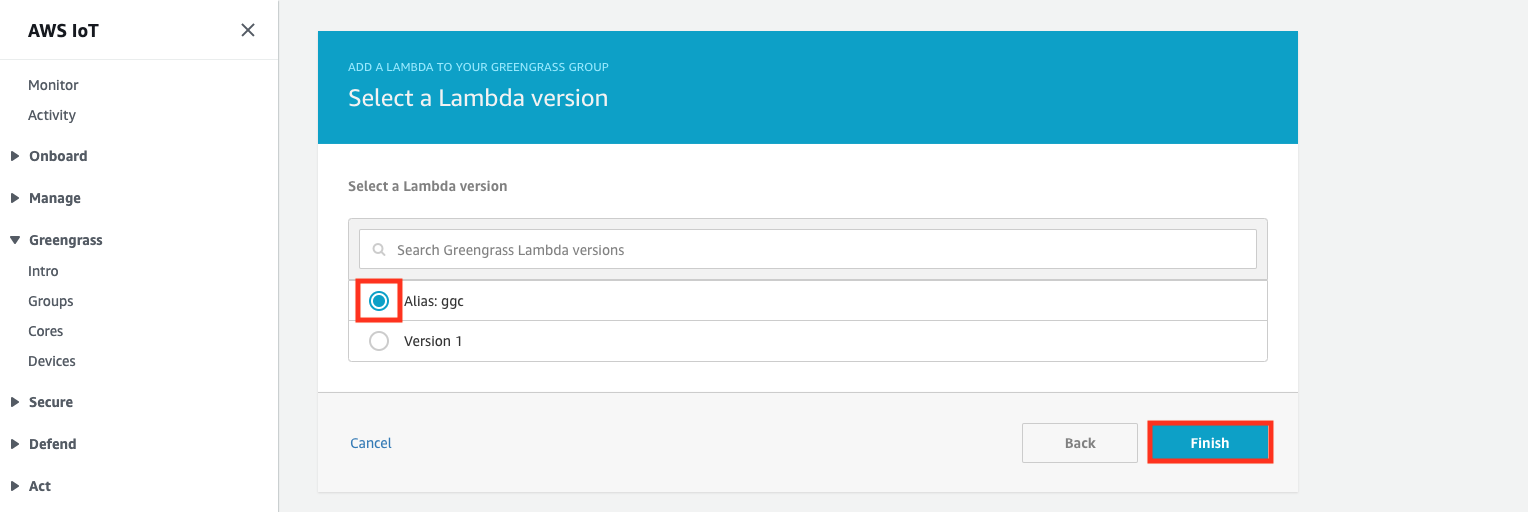 AWS IoT
Monitor
Activity
Onboard
Manage
Greengrass
Intro
Groups
Cores
Devices
Secure
Defend
Act
ADD A LAMBDA TO YOUR GREENGRASS GROUP
Select a Lambda version
Select a Lambda version
Search Greengrass Lambda versions
Alias: ggc
Version 1
Cancel
Back
Finish